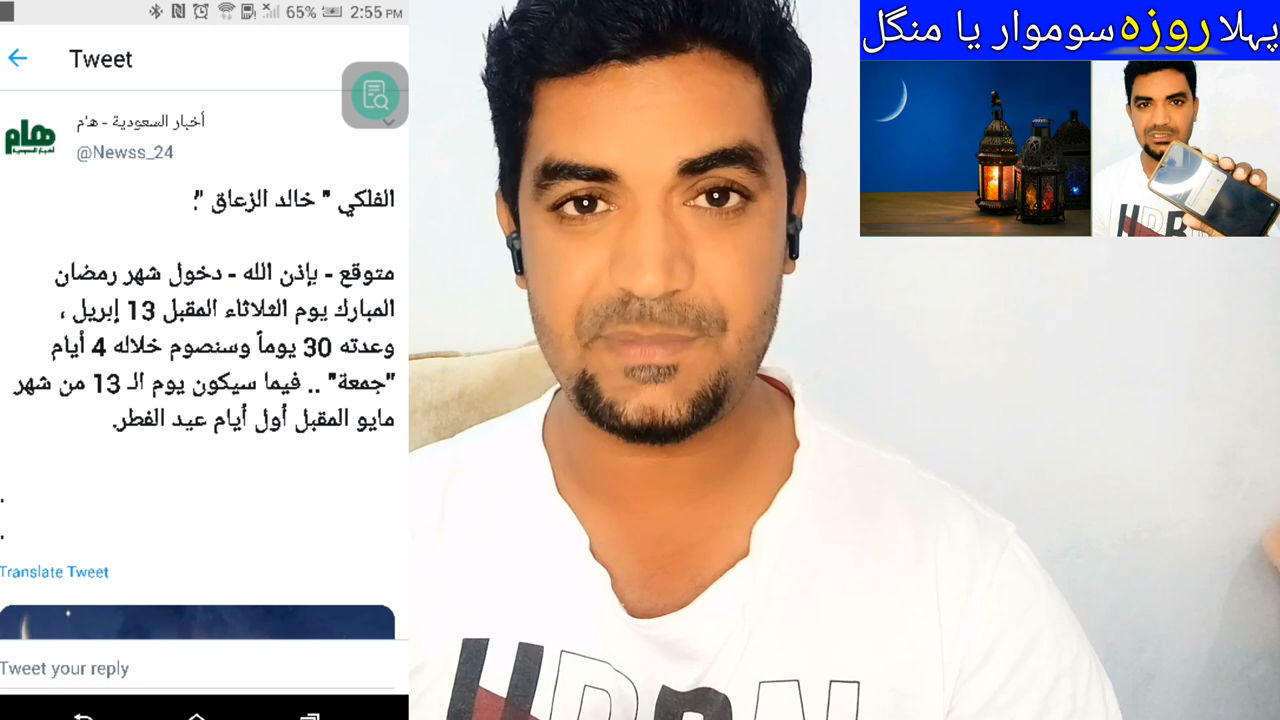 65% 2:55 PM
Tweet
هام
أخبار السعودية - هـام
@Newss_24
الفلكي " خالد الزعاق ":
متوقع - بإذن الله - دخول شهر رمضان
المبارك يوم الثلاثاء المقبل 13 إبريل ،
وعدته 30 يوماً وسنصوم خلاله 4 أيام
"جمعة" .. فيما سيكون يوم الـ 13 من شهر
مايو المقبل أول أيام عيد الفطر.
.
.
Translate Tweet
Tweet your reply
پہلا روزہ سوموار یا منگل